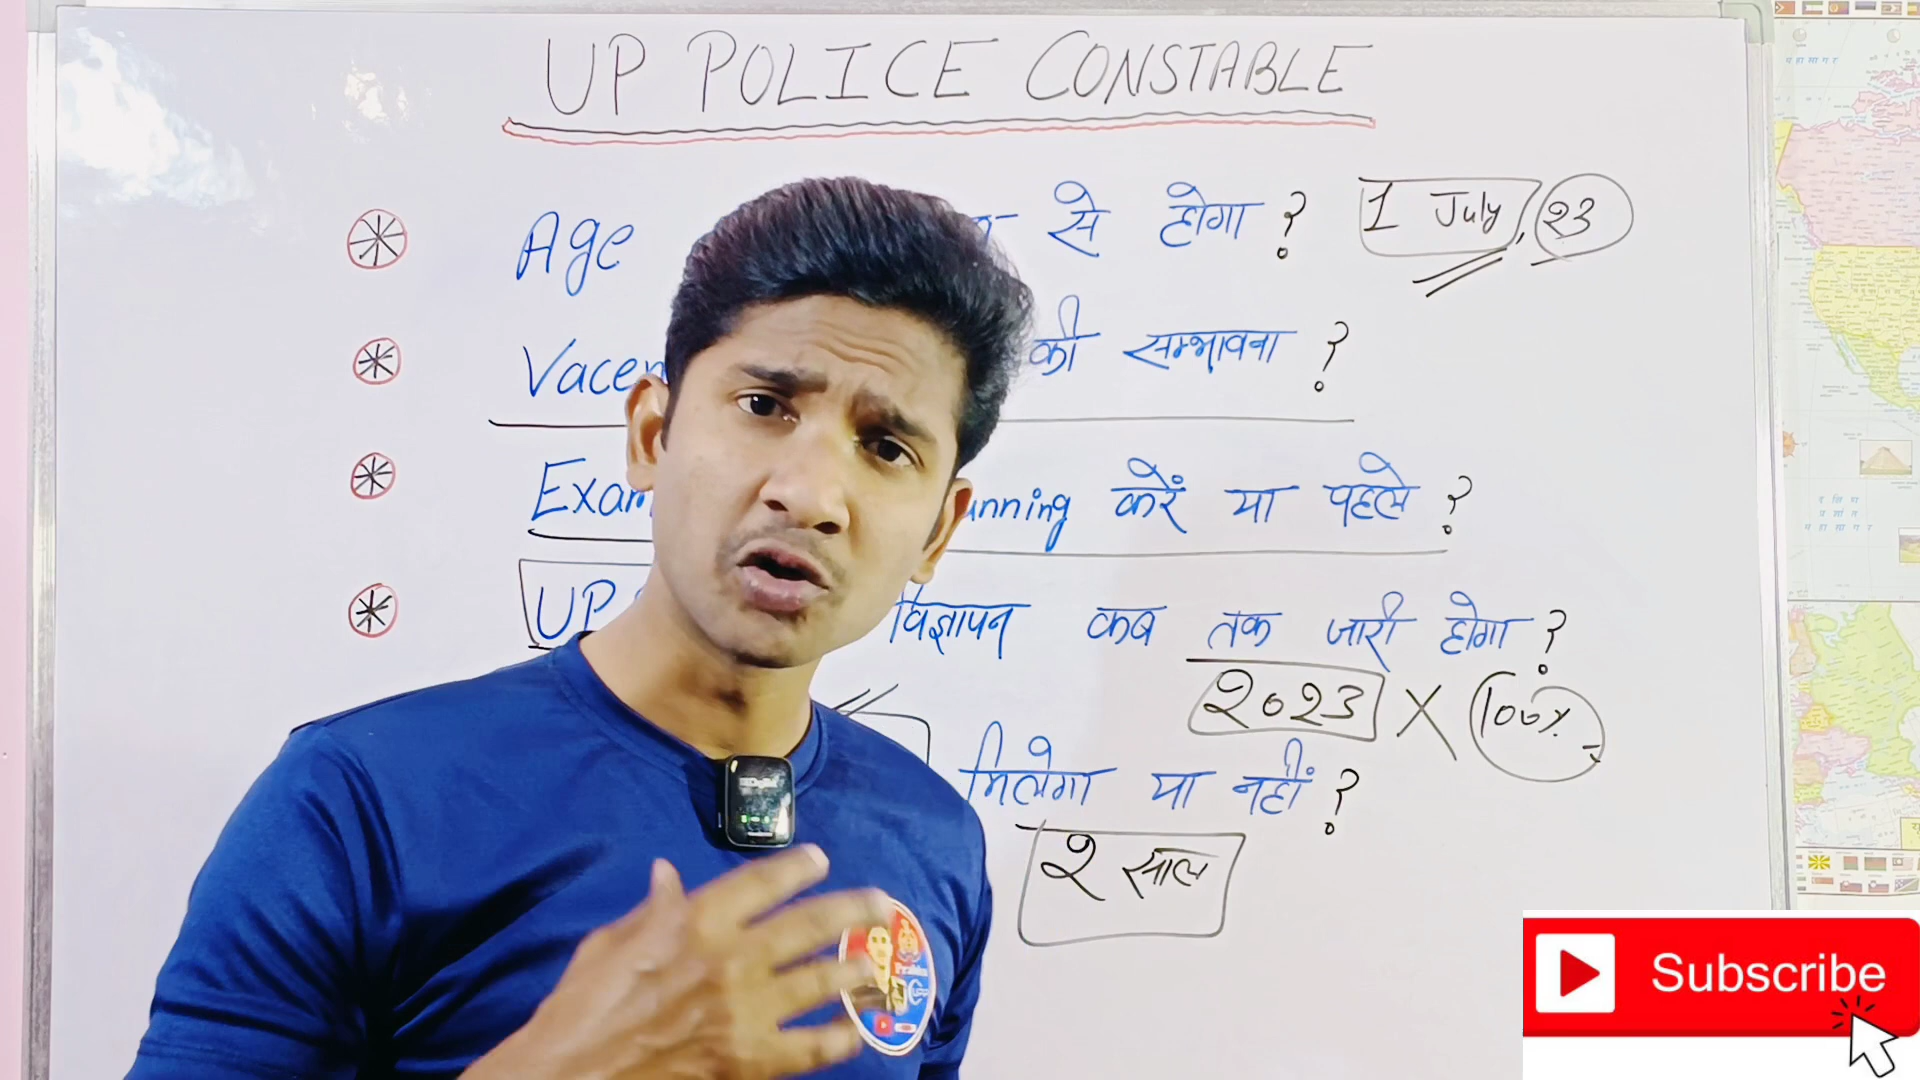 UP POLICE CONSTABLE
Age से होगा ? 1 July, 23
Vacen की सम्भावना ?
Exam unning करें या पहले ?
UP विज्ञापन कब तक जारी होगा ?
2023 X 100%
मिलेगा या नहीं ?
2 साल
Subscribe